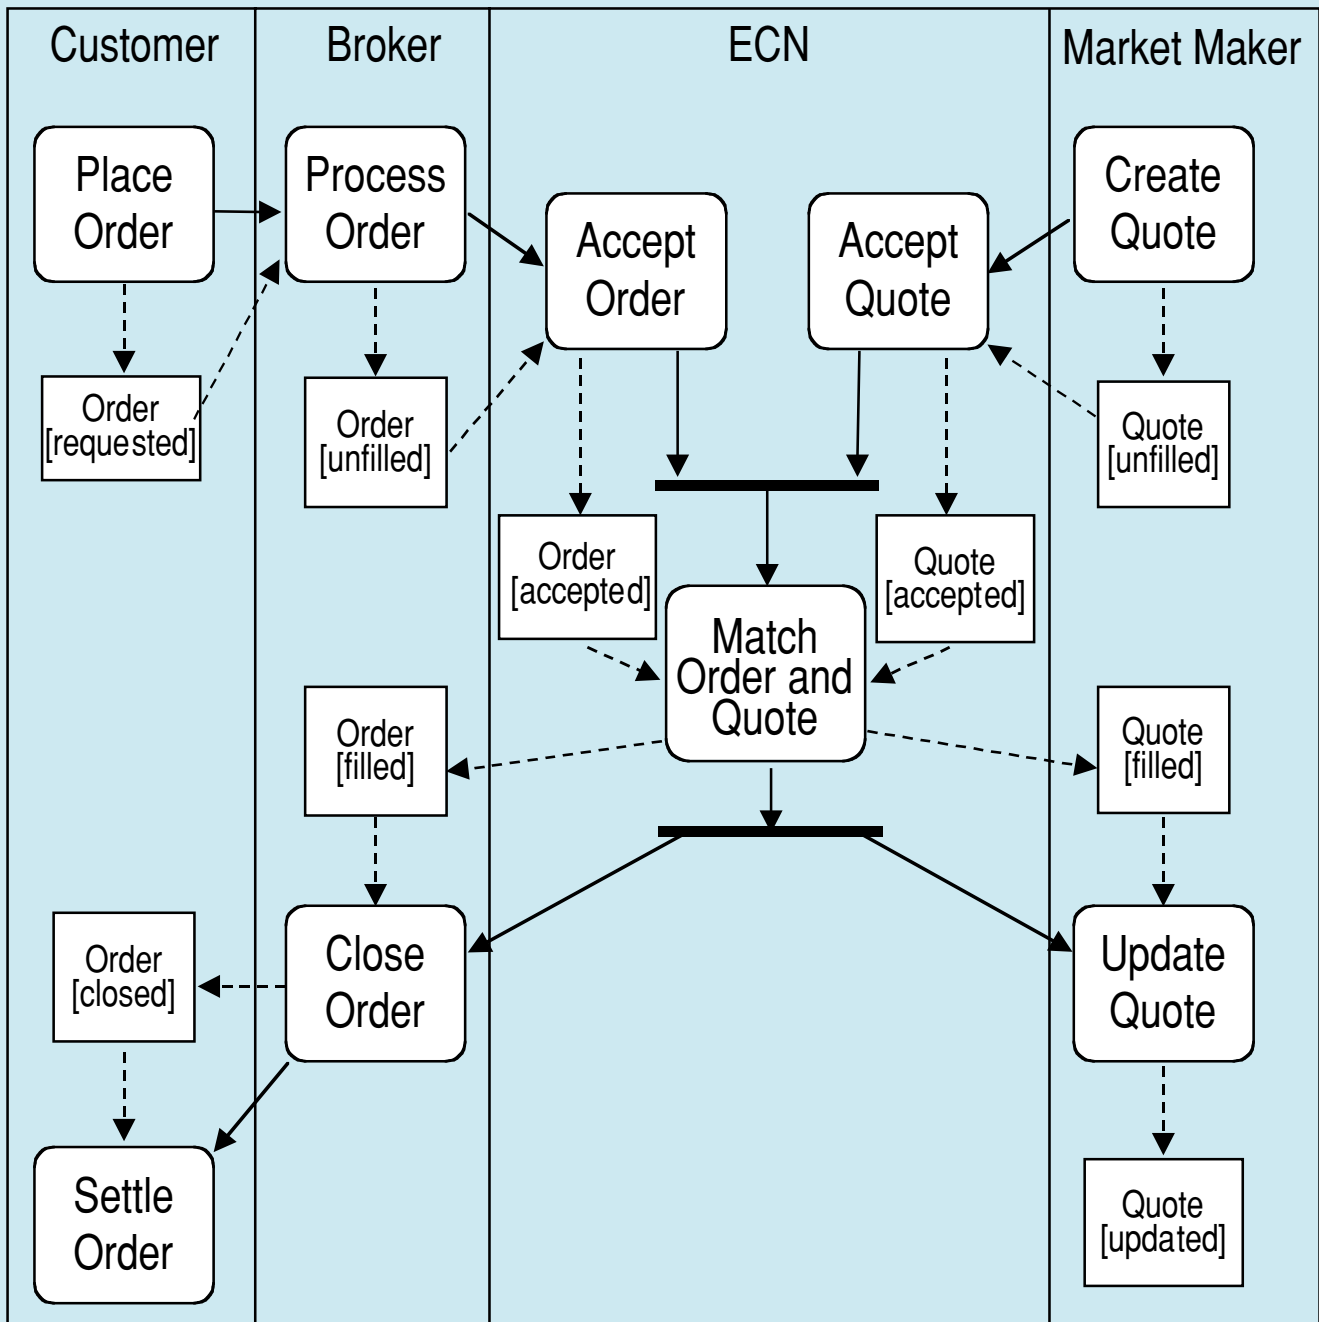 Customer
Broker
ECN
Market Maker
Place
Order
Process
Order
Accept
Order
Accept
Quote
Create
Quote
Order
[requested]
Order
[unfilled]
Quote
[unfilled]
Order
[accepted]
Quote
[accepted]
Match
Order and
Quote
Order
[filled]
Quote
[filled]
Order
[closed]
Close
Order
Update
Quote
Settle
Order
Quote
[updated]